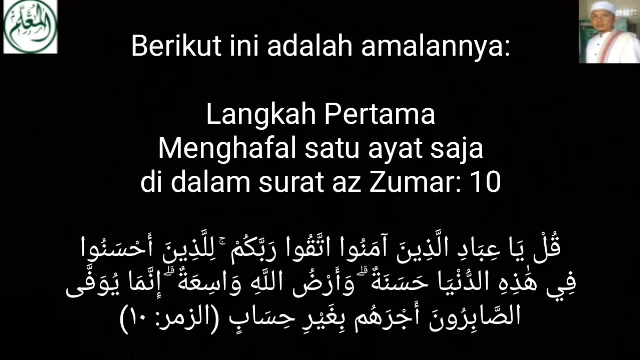 المعلم
Berikut ini adalah amalannya:
Langkah Pertama
Menghafal satu ayat saja
di dalam surat az Zumar: 10
قُلْ يَا عِبَادِ الَّذِينَ آمَنُوا اتَّقُوا رَبَّكُمْ ۚ لِلَّذِينَ أَحْسَنُوا
فِي هَٰذِهِ الدُّنْيَا حَسَنَةٌ ۗ وَأَرْضُ اللَّهِ وَاسِعَةٌ ۗ إِنَّمَا يُوَفَّى
الصَّابِرُونَ أَجْرَهُم بِغَيْرِ حِسَابٍ (الزمر: ١٠)